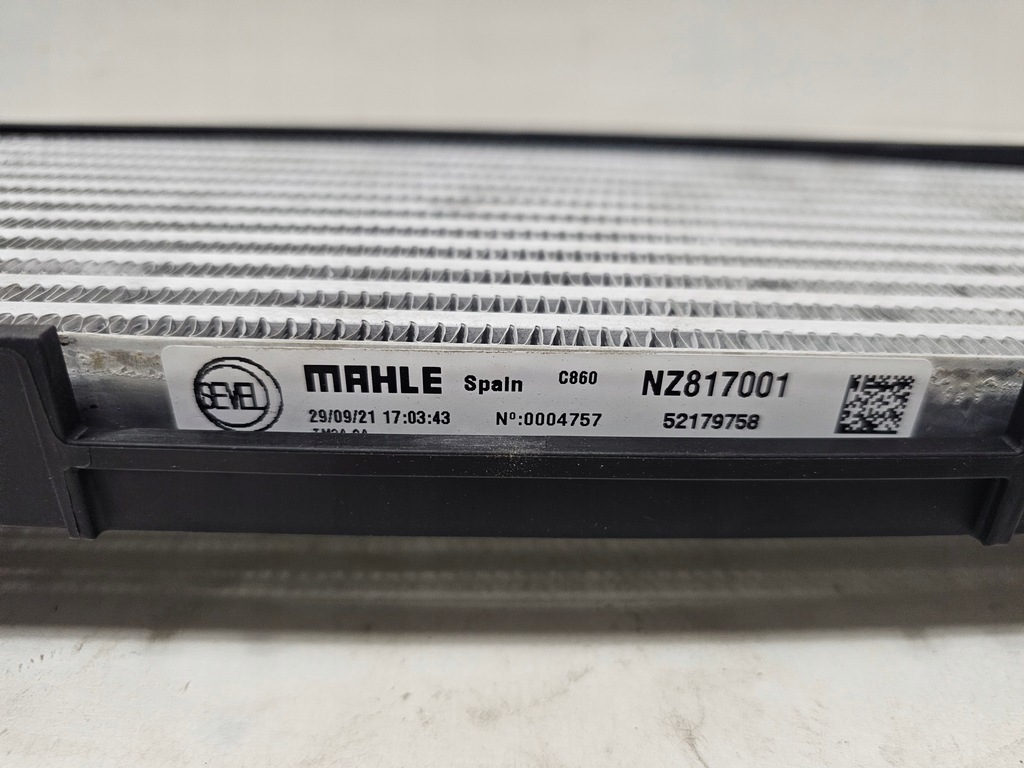 SEVEL
MAHLE Spain C860 NZ817001
29/09/21 17:03:43 Nº:0004757 52179758